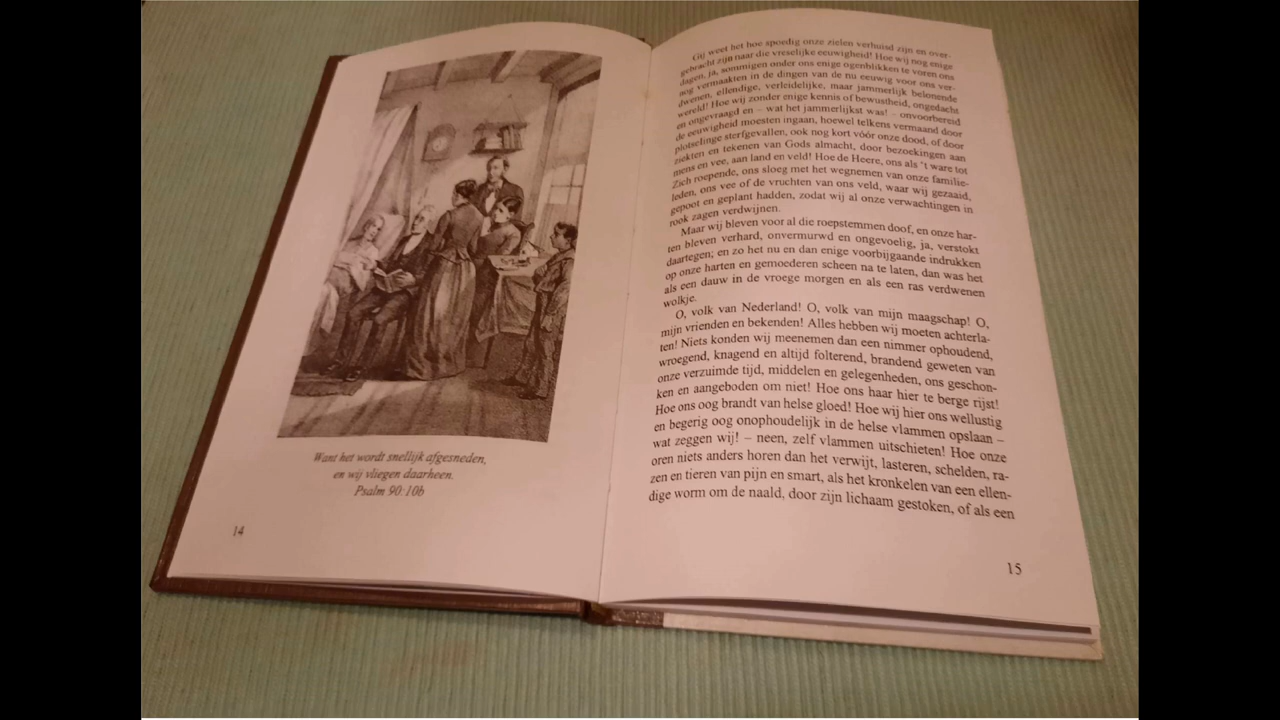 Want het wordt snellijk afgesneden,
en wij vliegen daarheen.
Psalm 90:10b
14
Gij weet het hoe spoedig onze zielen verhuisd zijn en over-
gebracht zijn naar die vreselijke eeuwigheid! Hoe wij nog enige
dagen, ja, sommigen onder ons enige ogenblikken te voren ons
nog vermaakten in de dingen van de nu eeuwig voor ons ver-
dwenen, ellendige, verleidelijke, maar jammerlijk belonende
wereld! Hoe wij zonder enige kennis of bewustheid, ongedacht
en ongevraagd en – wat het jammerlijkst was! – onvoorbereid
de eeuwigheid moesten ingaan, hoewel telkens vermaand door
plotselinge sterfgevallen, ook nog kort vóór onze dood, of door
ziekten en tekenen van Gods almacht, door bezoekingen aan
mens en vee, aan land en veld! Hoe de Heere, ons als 't ware tot
Zich roepende, ons sloeg met het wegnemen van onze familie-
leden, ons vee of de vruchten van ons veld, waar wij gezaaid,
gepoot en geplant hadden, zodat wij al onze verwachtingen in
rook zagen verdwijnen.
Maar wij bleven voor al die roepstemmen doof, en onze har-
ten bleven verhard, onvermurwd en ongevoelig, ja, verstokt
daartegen; en zo het nu en dan enige voorbijgaande indrukken
op onze harten en gemoederen scheen na te laten, dan was het
als een dauw in de vroege morgen en als een ras verdwenen
wolkje.
O, volk van Nederland! O, volk van mijn maagschap! O,
mijn vrienden en bekenden! Alles hebben wij moeten achterla-
ten! Niets konden wij meenemen dan een nimmer ophoudend,
wroegend, knagend en altijd folterend, brandend geweten van
onze verzuimde tijd, middelen en gelegenheden, ons geschon-
ken en aangeboden om niet! Hoe ons haar hier te berge rijst!
Hoe ons oog brandt van helse gloed! Hoe wij hier ons wellustig
en begerig oog onophoudelijk in de helse vlammen opslaan –
wat zeggen wij! – neen, zelf vlammen uitschieten! Hoe onze
oren niets anders horen dan het verwijt, lasteren, schelden, ra-
zen en tieren van pijn en smart, als het kronkelen van een ellen-
dige worm om de naald, door zijn lichaam gestoken, of als een
15